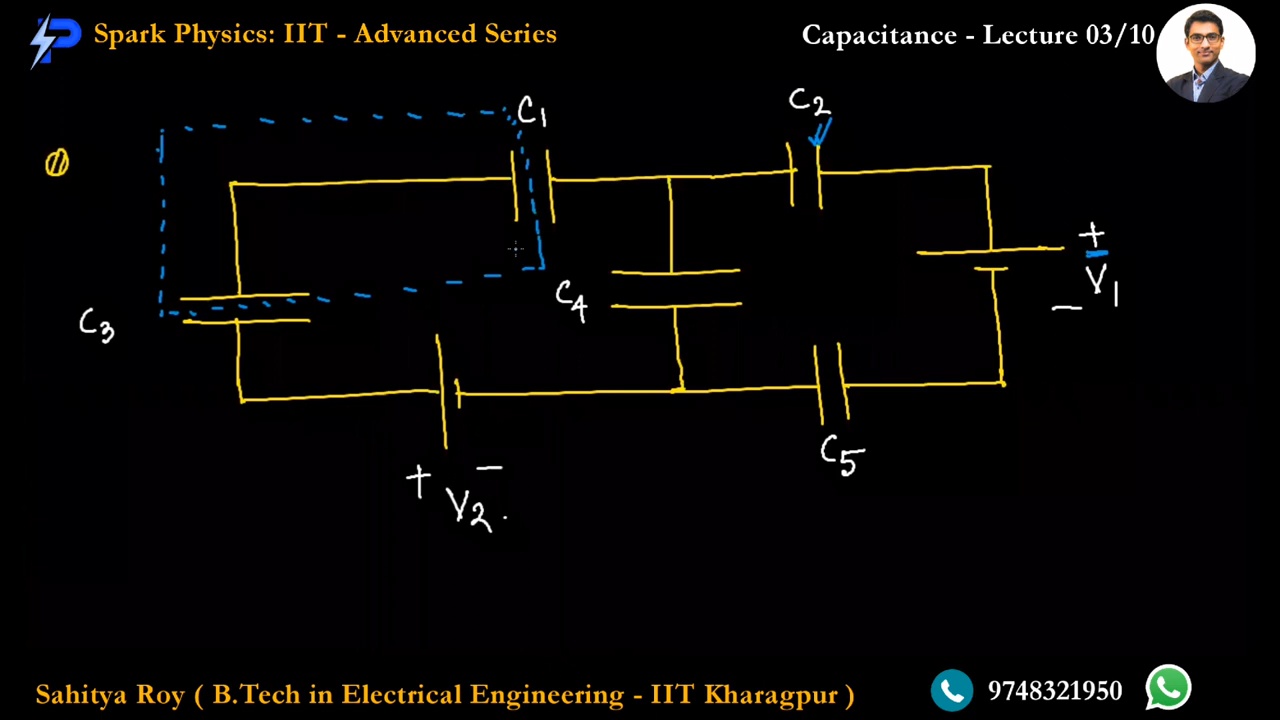 Spark Physics: IIT - Advanced Series
Capacitance - Lecture 03/10
C1
C2
+
V1
-
C3
C4
C5
+ -
V2.
Sahitya Roy ( B.Tech in Electrical Engineering - IIT Kharagpur )
9748321950